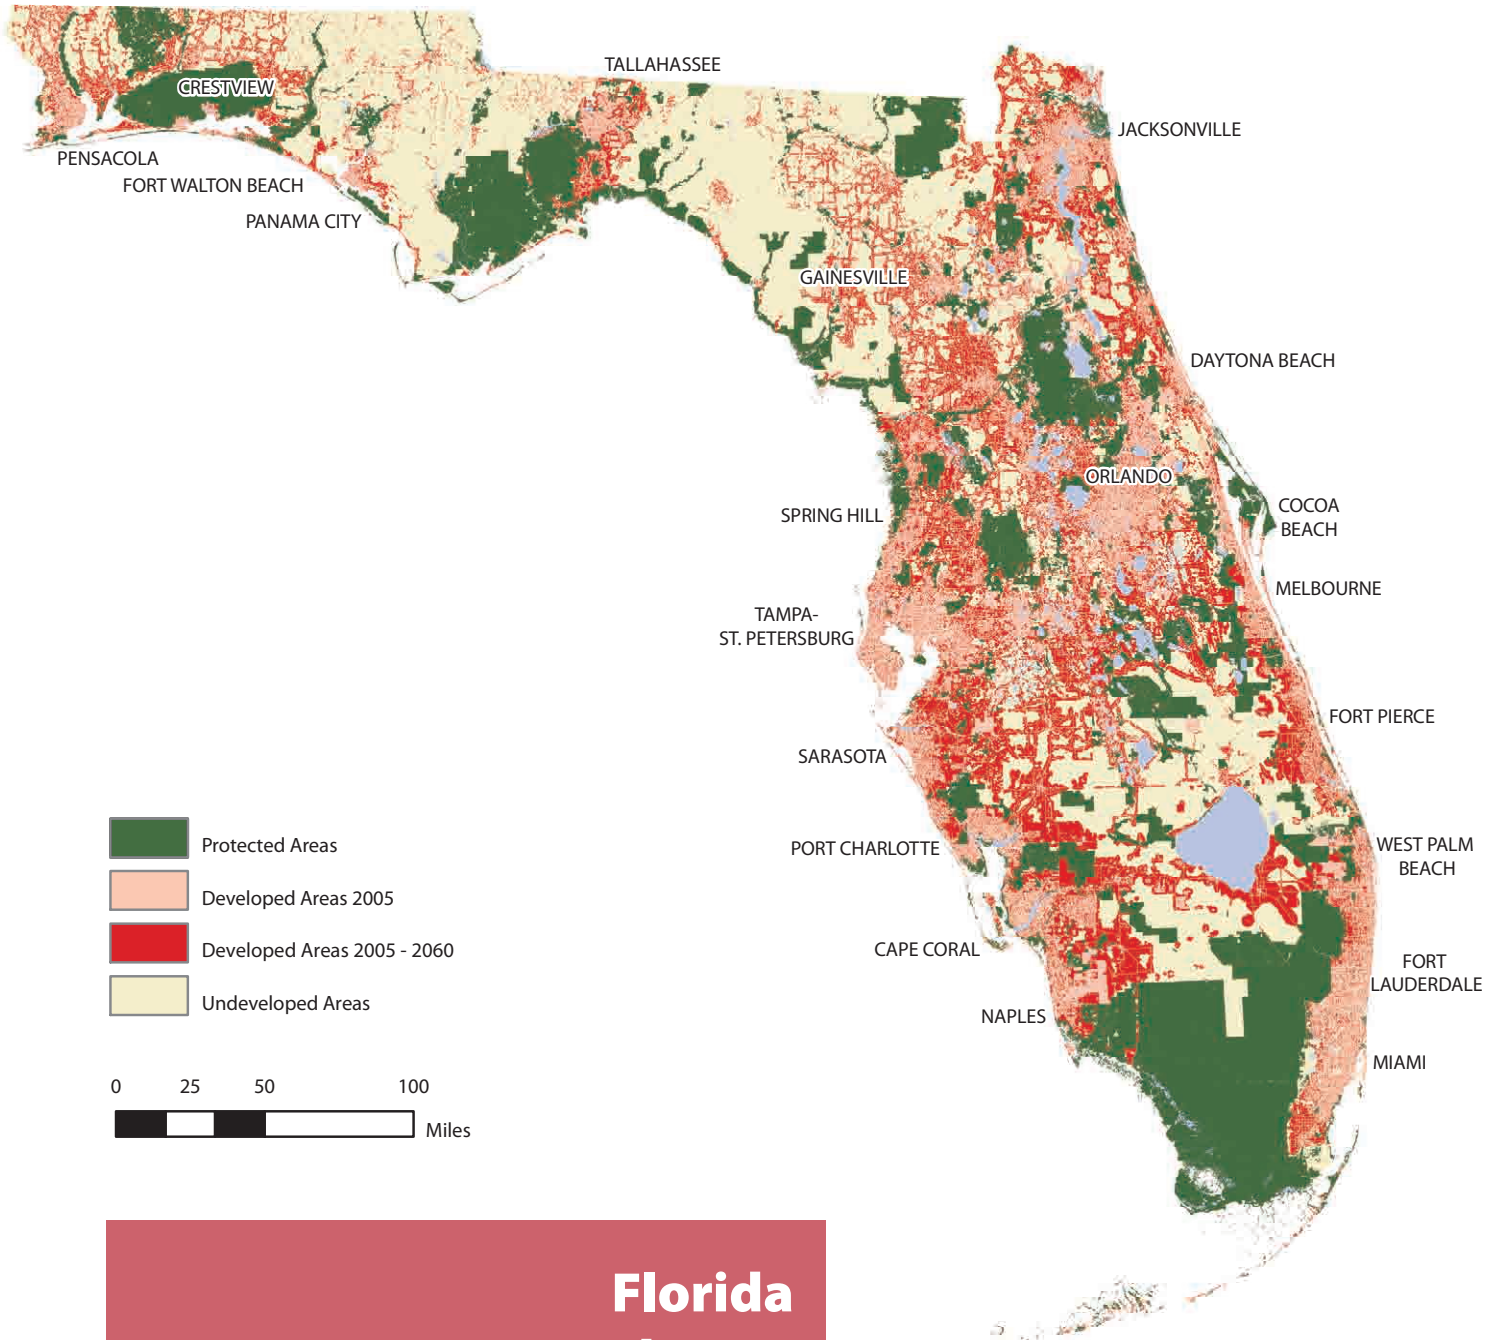 TALLAHASSEE
CRESTVIEW
JACKSONVILLE
PENSACOLA
FORT WALTON BEACH
PANAMA CITY
GAINESVILLE
DAYTONA BEACH
ORLANDO
SPRING HILL
COCOA
BEACH
MELBOURNE
TAMPA-
ST. PETERSBURG
FORT PIERCE
SARASOTA
PORT CHARLOTTE
WEST PALM
BEACH
CAPE CORAL
FORT
LAUDERDALE
NAPLES
MIAMI
Protected Areas
Developed Areas 2005
Developed Areas 2005 - 2060
Undeveloped Areas
0 25 50 100
Miles
Florida